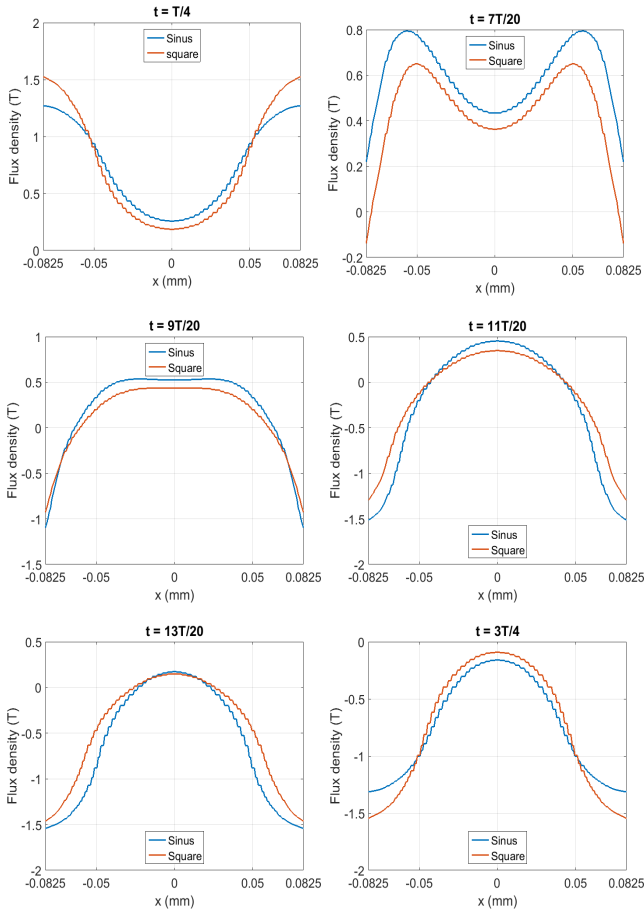 t = T/4
2
1.5
1
0.5
0
Flux density (T)
Sinus
square
-0.0825 -0.05 0 0.05 0.0825
x (mm)
t = 7T/20
0.8
0.6
0.4
0.2
0
-0.2
Flux density (T)
Sinus
Square
-0.0825 -0.05 0 0.05 0.0825
x (mm)
t = 9T/20
1
0.5
0
-0.5
-1
-1.5
Flux density (T)
Sinus
Square
-0.0825 -0.05 0 0.05 0.0825
x (mm)
t = 11T/20
0.5
0
-0.5
-1
-1.5
-2
Flux density (T)
Sinus
Square
-0.0825 -0.05 0 0.05 0.0825
x (mm)
t = 13T/20
0.5
0
-0.5
-1
-1.5
-2
Flux density (T)
Sinus
Square
-0.0825 -0.05 0 0.05 0.0825
x (mm)
t = 3T/4
0
-0.5
-1
-1.5
-2
Flux density (T)
Sinus
Square
-0.0825 -0.05 0 0.05 0.0825
x (mm)